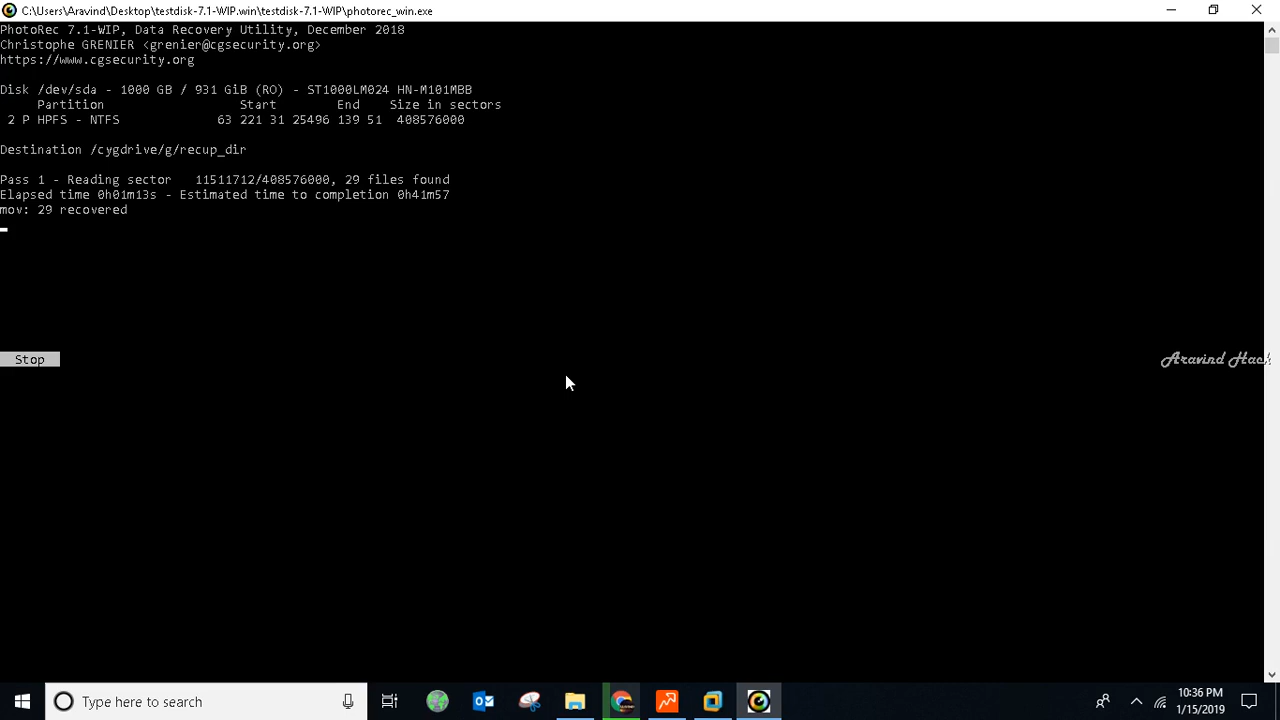 C:\Users\Aravind\Desktop\testdisk-7.1-WIP.win\testdisk-7.1-WIP\photorec_win.exe
PhotoRec 7.1-WIP, Data Recovery Utility, December 2018
Christophe GRENIER <grenier@cgsecurity.org>
https://www.cgsecurity.org
Disk /dev/sda - 1000 GB / 931 GiB (RO) - ST1000LM024 HN-M101MBB
Partition Start End Size in sectors
2 P HPFS - NTFS 63 221 31 25496 139 51 408576000
Destination /cygdrive/g/recup_dir
Pass 1 - Reading sector 11511712/408576000, 29 files found
Elapsed time 0h01m13s - Estimated time to completion 0h41m57
mov: 29 recovered
Stop
Aravind Hack
Type here to search
10:36 PM
1/15/2019